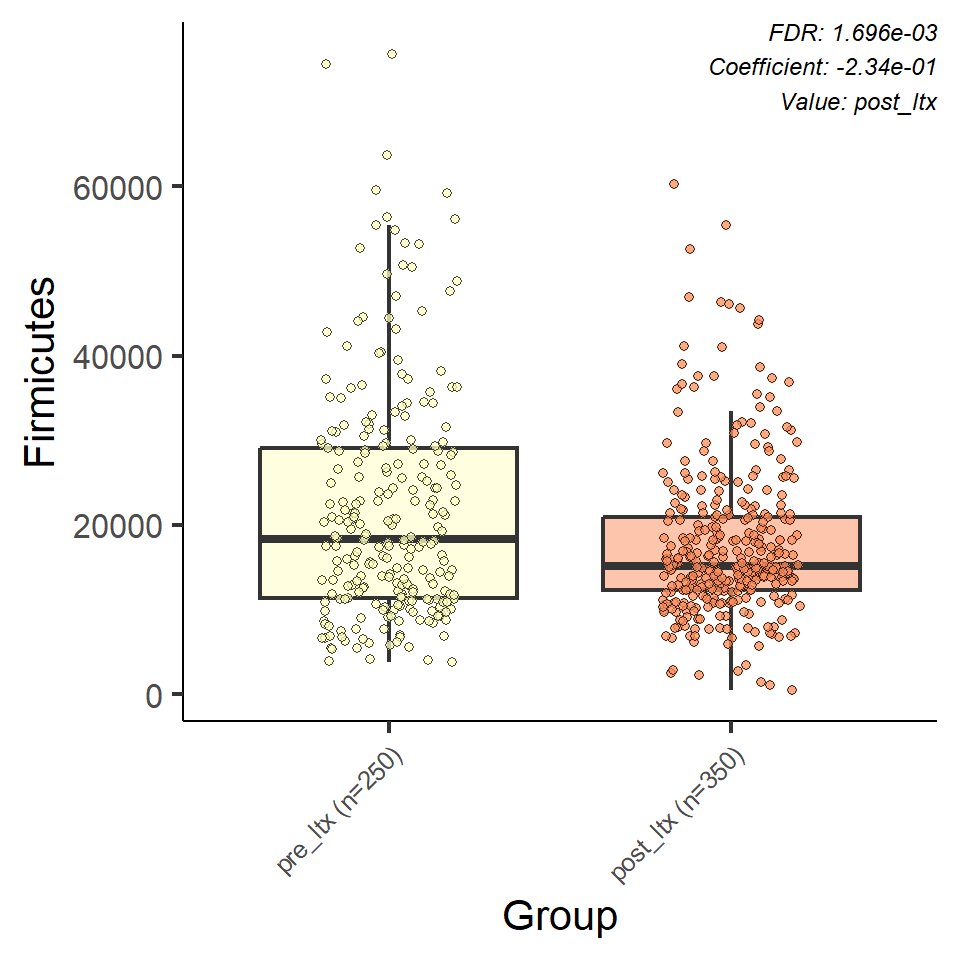 FDR: 1.696e-03
Coefficient: -2.34e-01
Value: post_ltx
Firmicutes
60000
40000
20000
0
pre_ltx (n=250)
post_ltx (n=350)
Group